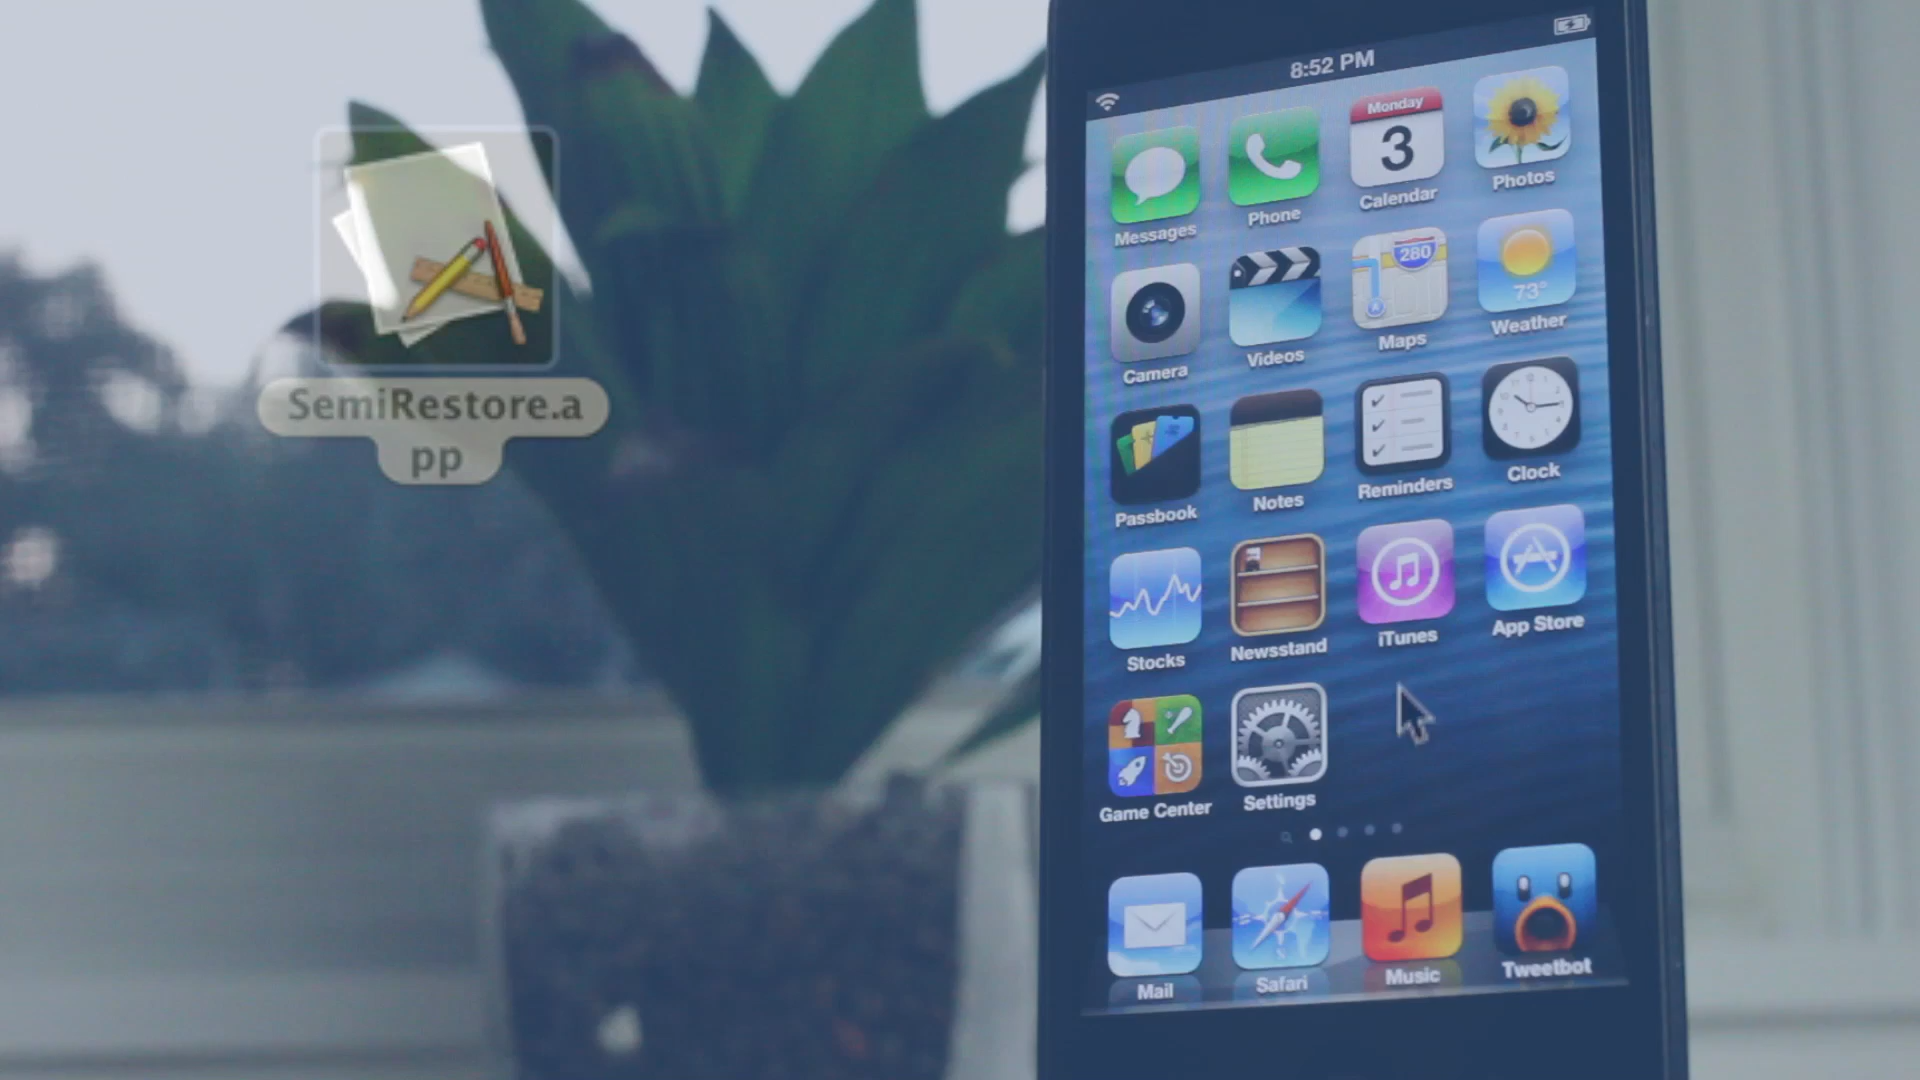 8:52 PM
Monday
3
Messages
Phone
Calendar
Photos
280
73°
Camera
Videos
Maps
Weather
Passbook
Notes
Reminders
Clock
Stocks
Newsstand
iTunes
App Store
Game Center
Settings
Mail
Safari
Music
Tweetbot
SemiRestore.a
pp